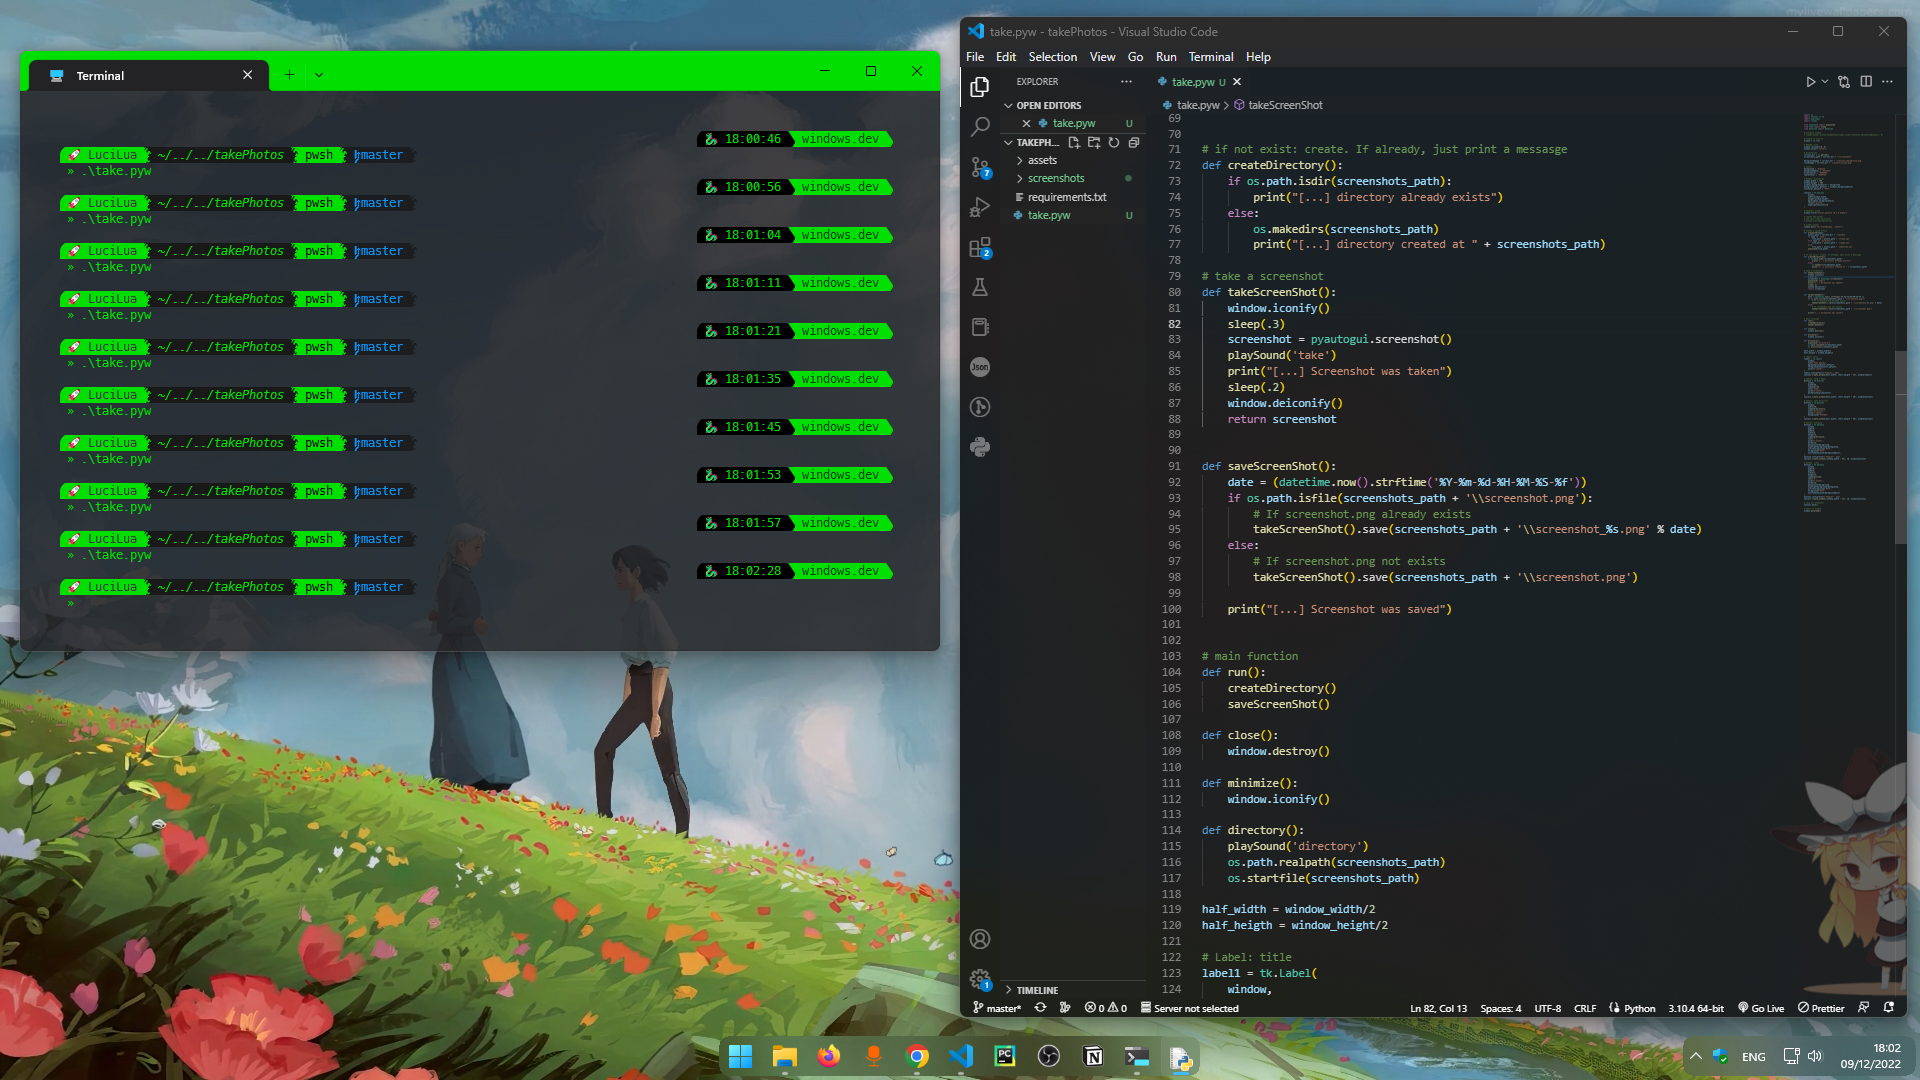 mylivewallpapers.com
Terminal
18:00:46 windows.dev
LuciLua ~/../../takePhotos pwsh master
» .\take.pyw
18:00:56 windows.dev
LuciLua ~/../../takePhotos pwsh master
» .\take.pyw
18:01:04 windows.dev
LuciLua ~/../../takePhotos pwsh master
» .\take.pyw
18:01:11 windows.dev
LuciLua ~/../../takePhotos pwsh master
» .\take.pyw
18:01:21 windows.dev
LuciLua ~/../../takePhotos pwsh master
» .\take.pyw
18:01:35 windows.dev
LuciLua ~/../../takePhotos pwsh master
» .\take.pyw
18:01:45 windows.dev
LuciLua ~/../../takePhotos pwsh master
» .\take.pyw
18:01:53 windows.dev
LuciLua ~/../../takePhotos pwsh master
» .\take.pyw
18:01:57 windows.dev
LuciLua ~/../../takePhotos pwsh master
» .\take.pyw
18:02:28 windows.dev
LuciLua ~/../../takePhotos pwsh master
»
take.pyw - takePhotos - Visual Studio Code
File Edit Selection View Go Run Terminal Help
EXPLORER
OPEN EDITORS
take.pyw U
TAKEPH...
assets
screenshots
requirements.txt
take.pyw U
7
2
Json
1
TIMELINE
take.pyw U
take.pyw > takeScreenShot
69
70
71 # if not exist: create. If already, just print a messasge
72 def createDirectory():
73 if os.path.isdir(screenshots_path):
74 print("[...] directory already exists")
75 else:
76 os.makedirs(screenshots_path)
77 print("[...] directory created at " + screenshots_path)
78
79 # take a screenshot
80 def takeScreenShot():
81 window.iconify()
82 sleep(.3)
83 screenshot = pyautogui.screenshot()
84 playSound('take')
85 print("[...] Screenshot was taken")
86 sleep(.2)
87 window.deiconify()
88 return screenshot
89
90
91 def saveScreenShot():
92 date = (datetime.now().strftime('%Y-%m-%d-%H-%M-%S-%f'))
93 if os.path.isfile(screenshots_path + '\\screenshot.png'):
94 # If screenshot.png already exists
95 takeScreenShot().save(screenshots_path + '\\screenshot_%s.png' % date)
96 else:
97 # If screenshot.png not exists
98 takeScreenShot().save(screenshots_path + '\\screenshot.png')
99
100 print("[...] Screenshot was saved")
101
102
103 # main function
104 def run():
105 createDirectory()
106 saveScreenShot()
107
108 def close():
109 window.destroy()
110
111 def minimize():
112 window.iconify()
113
114 def directory():
115 playSound('directory')
116 os.path.realpath(screenshots_path)
117 os.startfile(screenshots_path)
118
119 half_width = window_width/2
120 half_heigth = window_height/2
121
122 # Label: title
123 label1 = tk.Label(
124 window,
master* 0 0 Server not selected Ln 82, Col 13 Spaces: 4 UTF-8 CRLF Python 3.10.4 64-bit Go Live Prettier
PC
N
ENG
18:02
09/12/2022